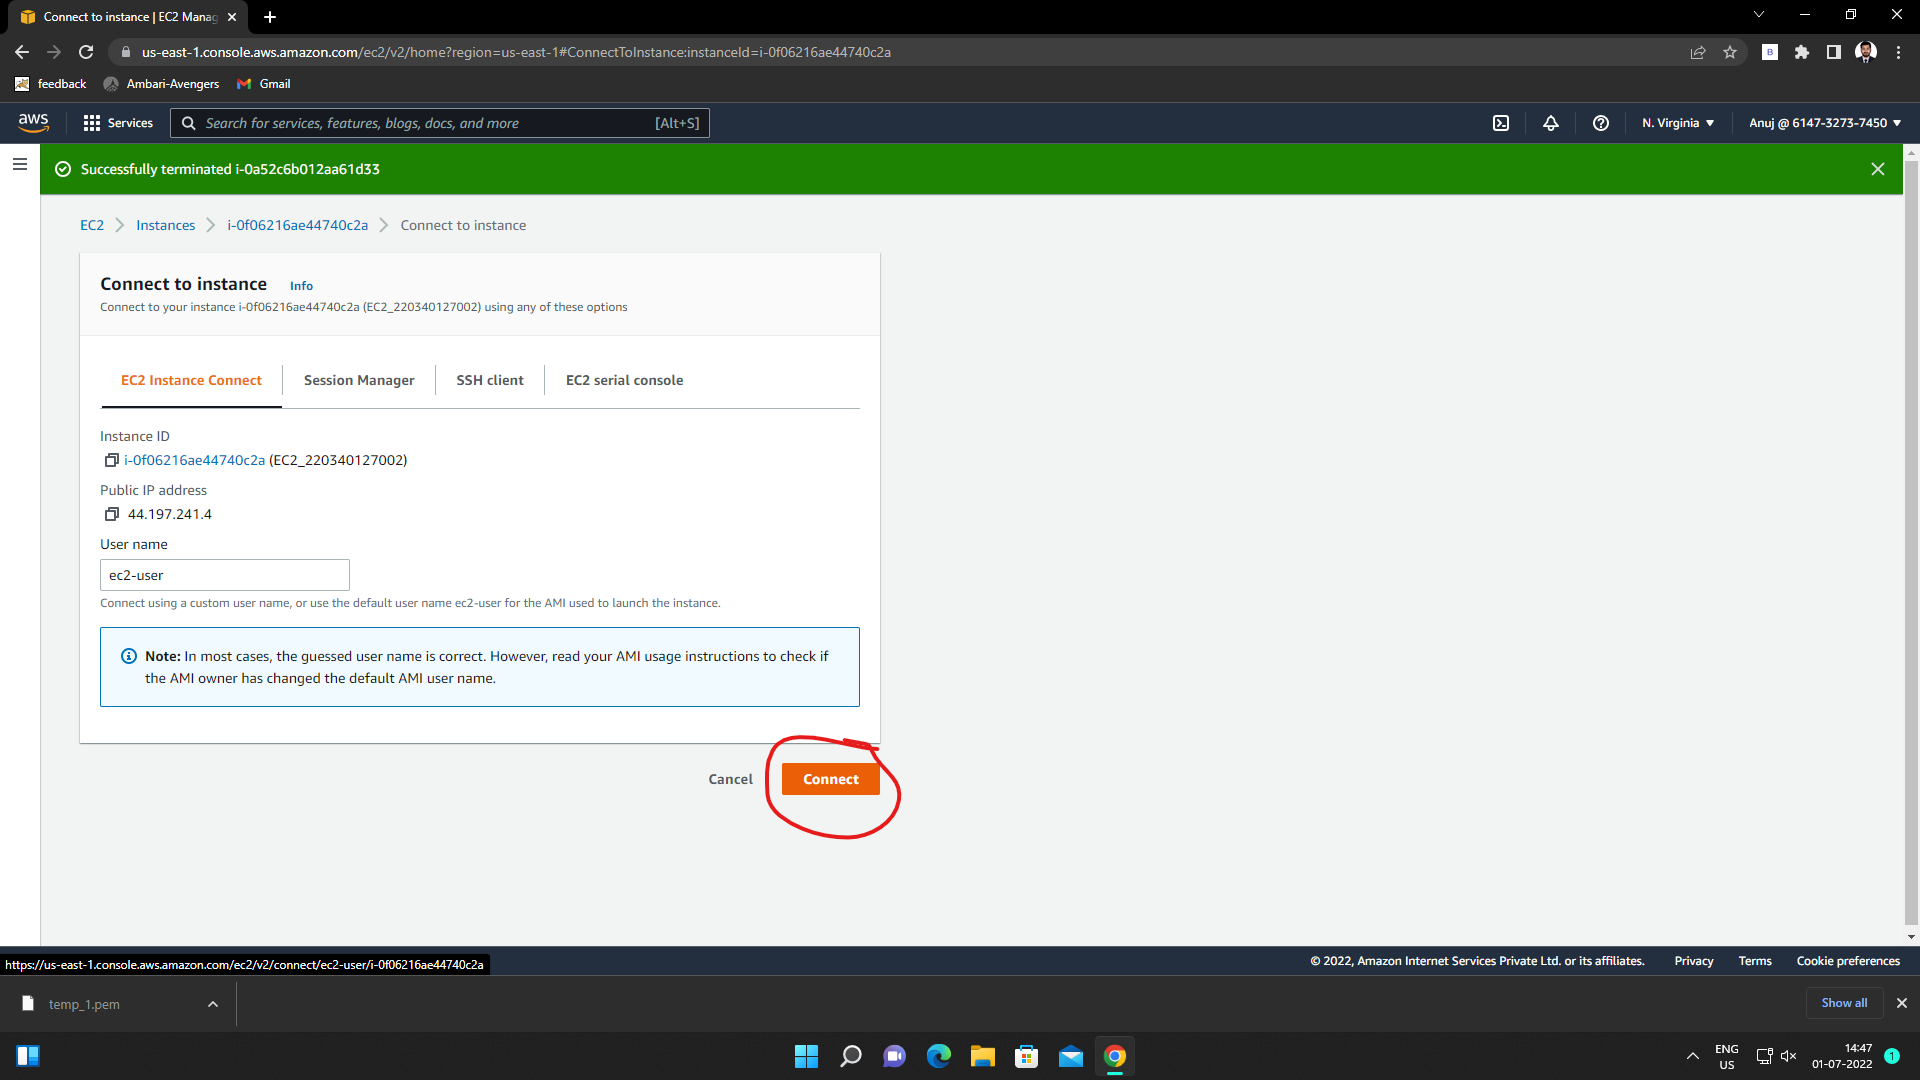 Connect to instance | EC2 Manag
us-east-1.console.aws.amazon.com/ec2/v2/home?region=us-east-1#ConnectToInstance:instanceId=i-0f06216ae44740c2a
B
feedback
Ambari-Avengers
Gmail
aws
Services
Search for services, features, blogs, docs, and more
[Alt+S]
N. Virginia
Anuj @ 6147-3273-7450
Successfully terminated i-0a52c6b012aa61d33
EC2
Instances
i-0f06216ae44740c2a
Connect to instance
Connect to instance
Info
Connect to your instance i-0f06216ae44740c2a (EC2_220340127002) using any of these options
EC2 Instance Connect
Session Manager
SSH client
EC2 serial console
Instance ID
i-0f06216ae44740c2a (EC2_220340127002)
Public IP address
44.197.241.4
User name
ec2-user
Connect using a custom user name, or use the default user name ec2-user for the AMI used to launch the instance.
Note: In most cases, the guessed user name is correct. However, read your AMI usage instructions to check if
the AMI owner has changed the default AMI user name.
Cancel
Connect
https://us-east-1.console.aws.amazon.com/ec2/v2/connect/ec2-user/i-0f06216ae44740c2a
© 2022, Amazon Internet Services Private Ltd. or its affiliates.
Privacy
Terms
Cookie preferences
temp_1.pem
Show all
ENG
US
14:47
01-07-2022
1